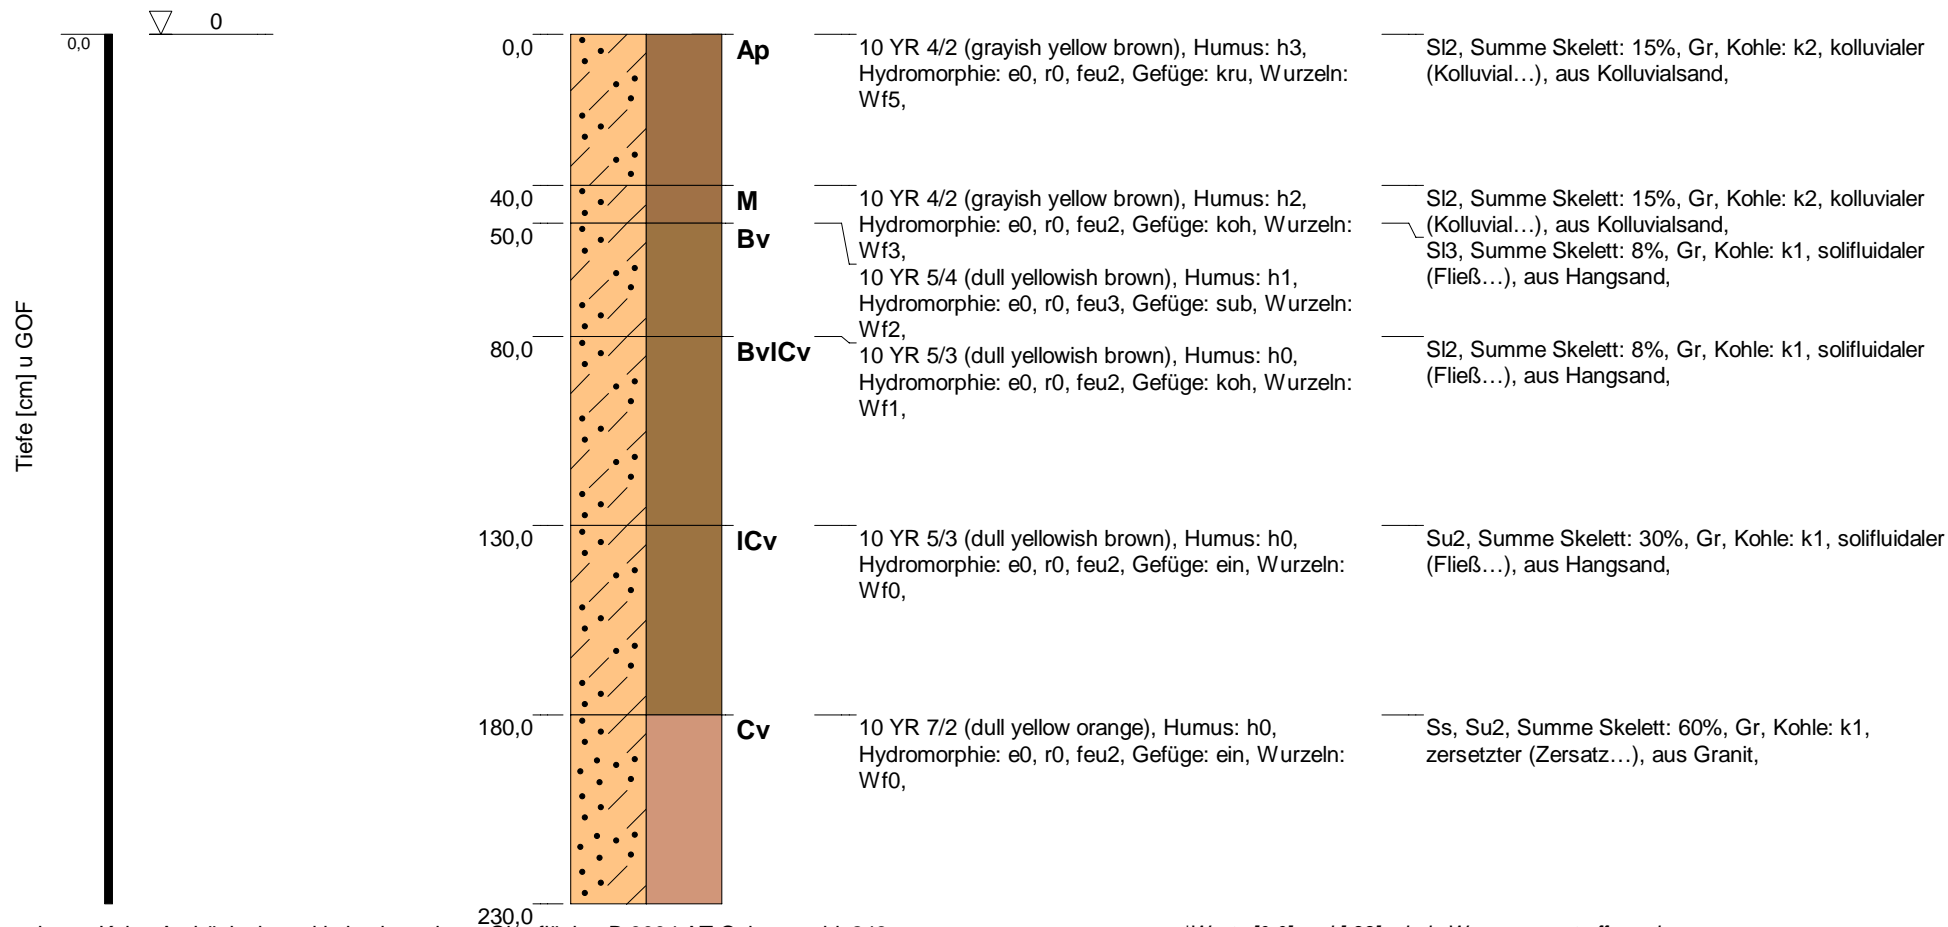 0
0,0
Tiefe [cm] u GOF
0,0
Ap
10 YR 4/2 (grayish yellow brown), Humus: h3,
Hydromorphie: e0, r0, feu2, Gefüge: kru, Wurzeln:
Wf5,
Sl2, Summe Skelett: 15%, Gr, Kohle: k2, kolluvialer
(Kolluvial…), aus Kolluvialsand,
40,0
M
10 YR 4/2 (grayish yellow brown), Humus: h2,
Hydromorphie: e0, r0, feu2, Gefüge: koh, Wurzeln:
Wf3,
Sl2, Summe Skelett: 15%, Gr, Kohle: k2, kolluvialer
(Kolluvial…), aus Kolluvialsand,
50,0
Bv
10 YR 5/4 (dull yellowish brown), Humus: h1,
Hydromorphie: e0, r0, feu3, Gefüge: sub, Wurzeln:
Wf2,
Sl3, Summe Skelett: 8%, Gr, Kohle: k1, solifluidaler
(Fließ…), aus Hangsand,
80,0
BvlCv
10 YR 5/3 (dull yellowish brown), Humus: h0,
Hydromorphie: e0, r0, feu2, Gefüge: koh, Wurzeln:
Wf1,
Sl2, Summe Skelett: 8%, Gr, Kohle: k1, solifluidaler
(Fließ…), aus Hangsand,
130,0
lCv
10 YR 5/3 (dull yellowish brown), Humus: h0,
Hydromorphie: e0, r0, feu2, Gefüge: ein, Wurzeln:
Wf0,
Su2, Summe Skelett: 30%, Gr, Kohle: k1, solifluidaler
(Fließ…), aus Hangsand,
180,0
Cv
10 YR 7/2 (dull yellow orange), Humus: h0,
Hydromorphie: e0, r0, feu2, Gefüge: ein, Wurzeln:
Wf0,
Ss, Su2, Summe Skelett: 60%, Gr, Kohle: k1,
zersetzter (Zersatz…), aus Granit,
230,0